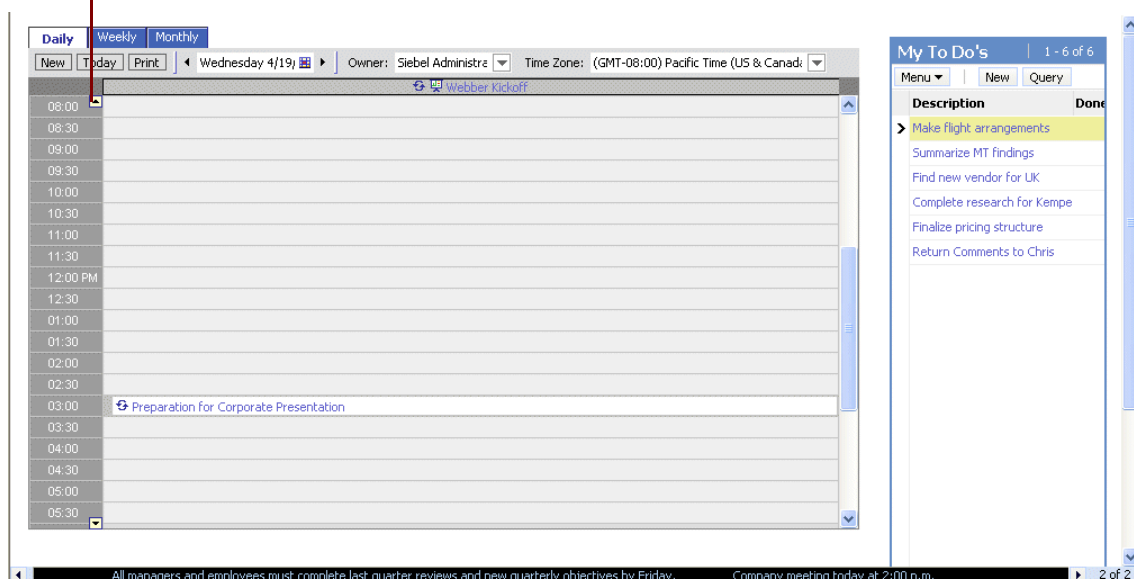 Daily Weekly Monthly
New Today Print Wednesday 4/19/ Owner: Siebel Administra Time Zone: (GMT-08:00) Pacific Time (US & Canada
Webber Kickoff
08:00
08:30
09:00
09:30
10:00
10:30
11:00
11:30
12:00 PM
12:30
01:00
01:30
02:00
02:30
03:00 Preparation for Corporate Presentation
03:30
04:00
04:30
05:00
05:30
My To Do's 1 - 6 of 6
Menu New Query
Description Done
Make flight arrangements
Summarize MT findings
Find new vendor for UK
Complete research for Kempe
Finalize pricing structure
Return Comments to Chris
All managers and employees must complete last quarter reviews and new quarterly objectives by Friday. Company meeting today at 2:00 p.m. 2 of 2